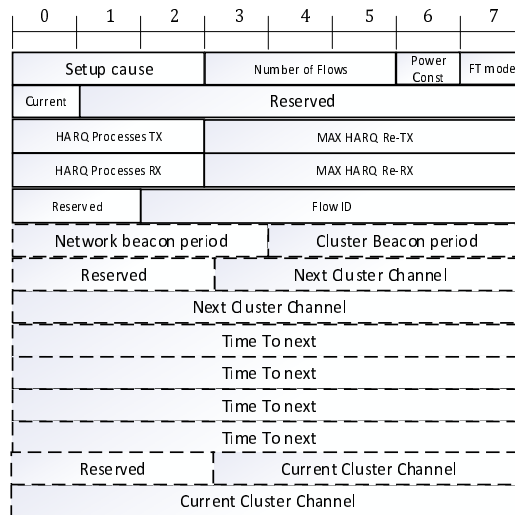 0 1 2 3 4 5 6 7
Setup cause Number of Flows Power Const FT mode
Current Reserved
HARQ Processes TX MAX HARQ Re-TX
HARQ Processes RX MAX HARQ Re-RX
Reserved Flow ID
Network beacon period Cluster Beacon period
Reserved Next Cluster Channel
Next Cluster Channel
Time To next
Time To next
Time To next
Time To next
Reserved Current Cluster Channel
Current Cluster Channel